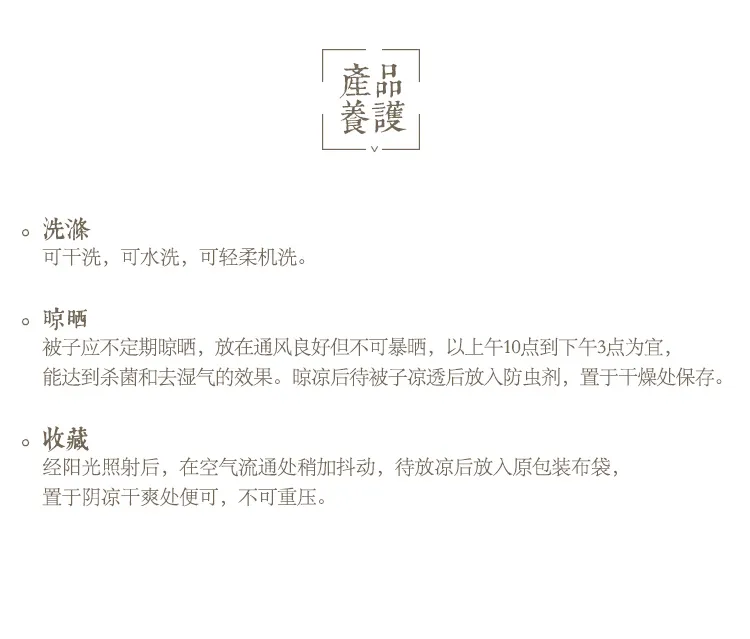 產品
養護
洗滌
可干洗，可水洗，可轻柔机洗。
晾晒
被子应不定期晾晒，放在通风良好但不可暴晒，以上午10点到下午3点为宜，
能达到杀菌和去湿气的效果。晾凉后待被子凉透后放入防虫剂，置于干燥处保存。
收藏
经阳光照射后，在空气流通处稍加抖动，待放凉后放入原包装布袋，
置于阴凉干爽处便可，不可重压。